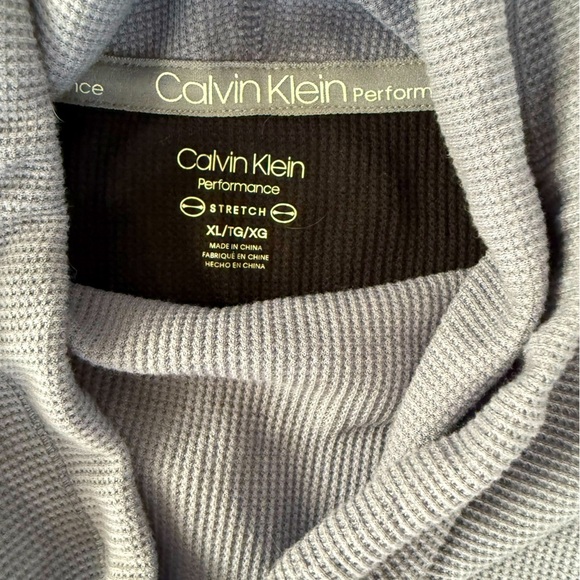 nce Calvin Klein Perform
Calvin Klein
Performance
STRETCH
XL/TG/XG
MADE IN CHINA
FABRIQUÉ EN CHINE
HECHO EN CHINA